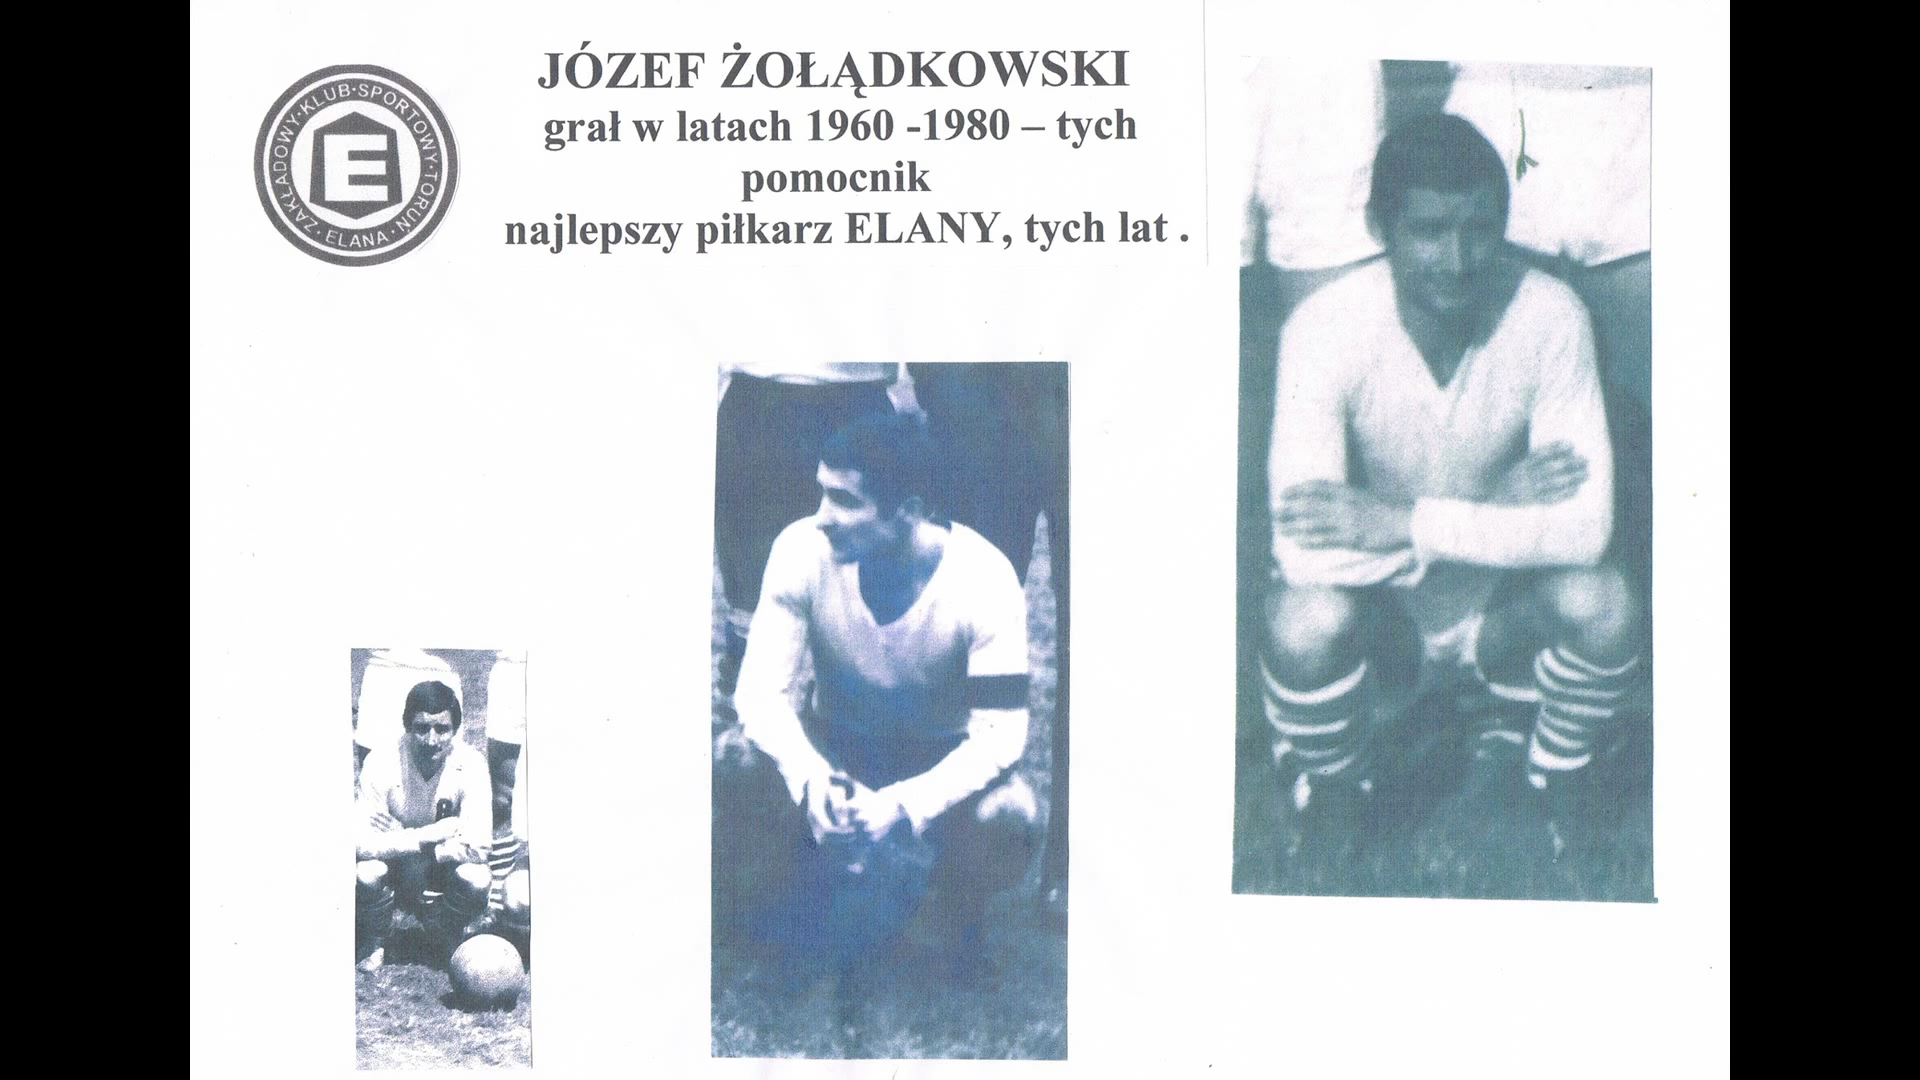 JÓZEF ŻOŁĄDKOWSKI
grał w latach 1960 -1980 – tych
pomocnik
najlepszy piłkarz ELANY, tych lat .
ZAKŁADOWY·KLUB·SPORTOWY·TORUŃ
·ELANA·
E